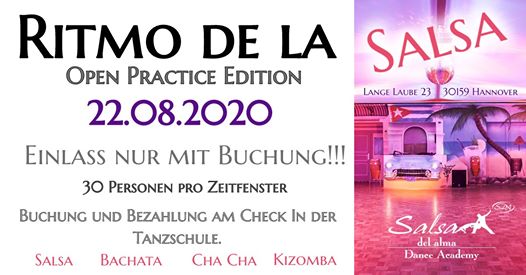 Ritmo de la
Open Practice Edition
22.08.2020
Einlass nur mit Buchung!!!
30 Personen pro Zeitfenster
Buchung und Bezahlung am Check In der
Tanzschule.
Salsa Bachata Cha Cha Kizomba
Salsa
Lange Laube 23 30159 Hannover
Salsa
del alma
Dance Academy